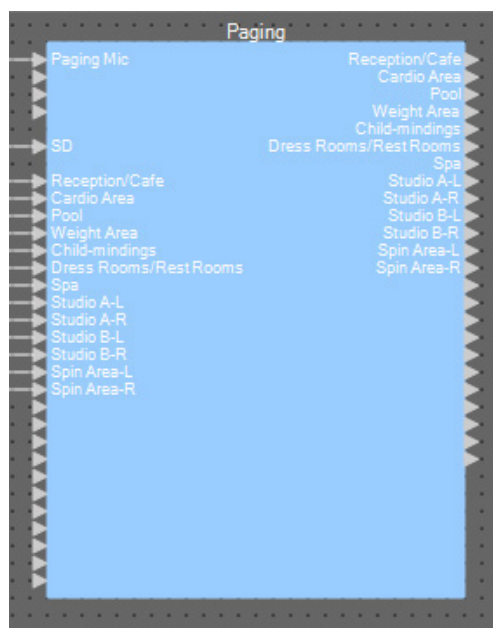 Paging
Paging Mic
SD
Reception/Cafe
Cardio Area
Pool
Weight Area
Child-mindings
Dress Rooms/Rest Rooms
Spa
Studio A-L
Studio A-R
Studio B-L
Studio B-R
Spin Area-L
Spin Area-R
Reception/Cafe
Cardio Area
Pool
Weight Area
Child-mindings
Dress Rooms/Rest Rooms
Spa
Studio A-L
Studio A-R
Studio B-L
Studio B-R
Spin Area-L
Spin Area-R